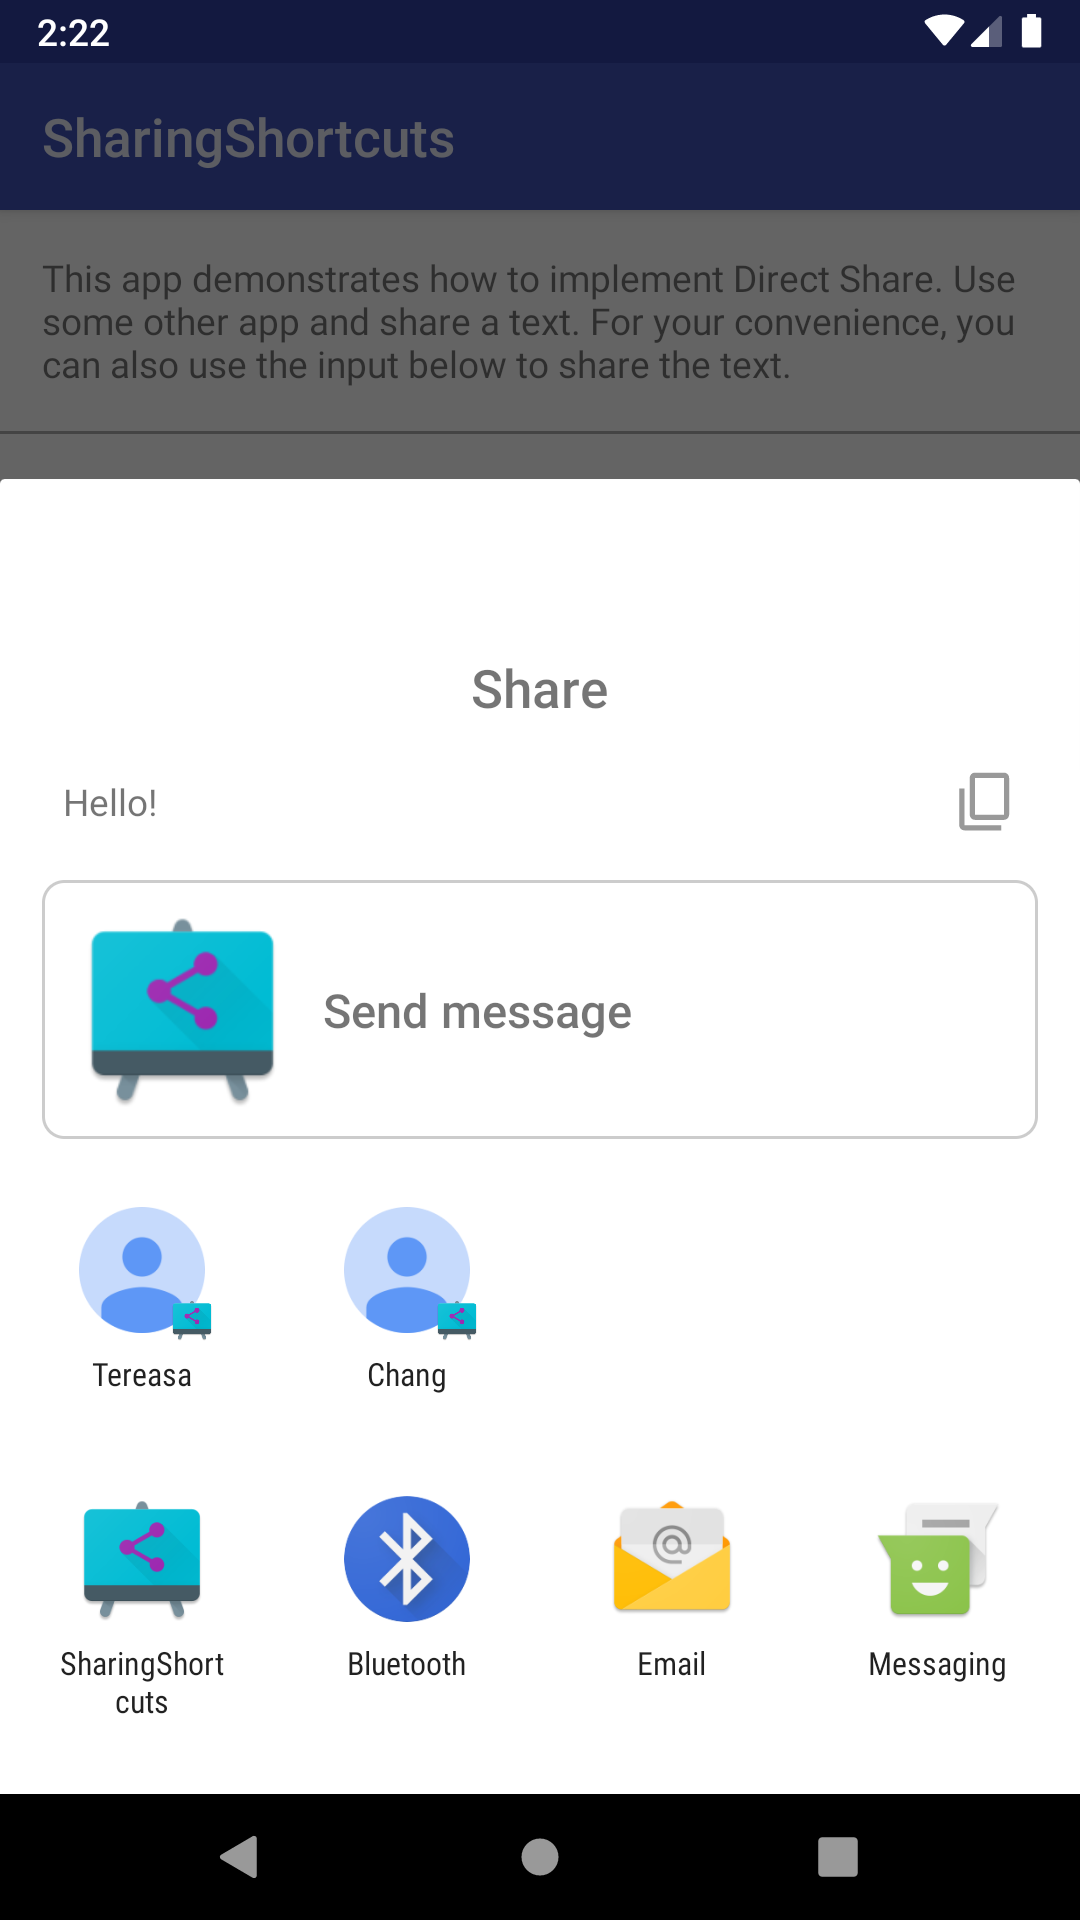 2:22
SharingShortcuts
This app demonstrates how to implement Direct Share. Use
some other app and share a text. For your convenience, you
can also use the input below to share the text.
Share
Hello!
Send message
Tereasa
Chang
SharingShort
cuts
Bluetooth
Email
Messaging